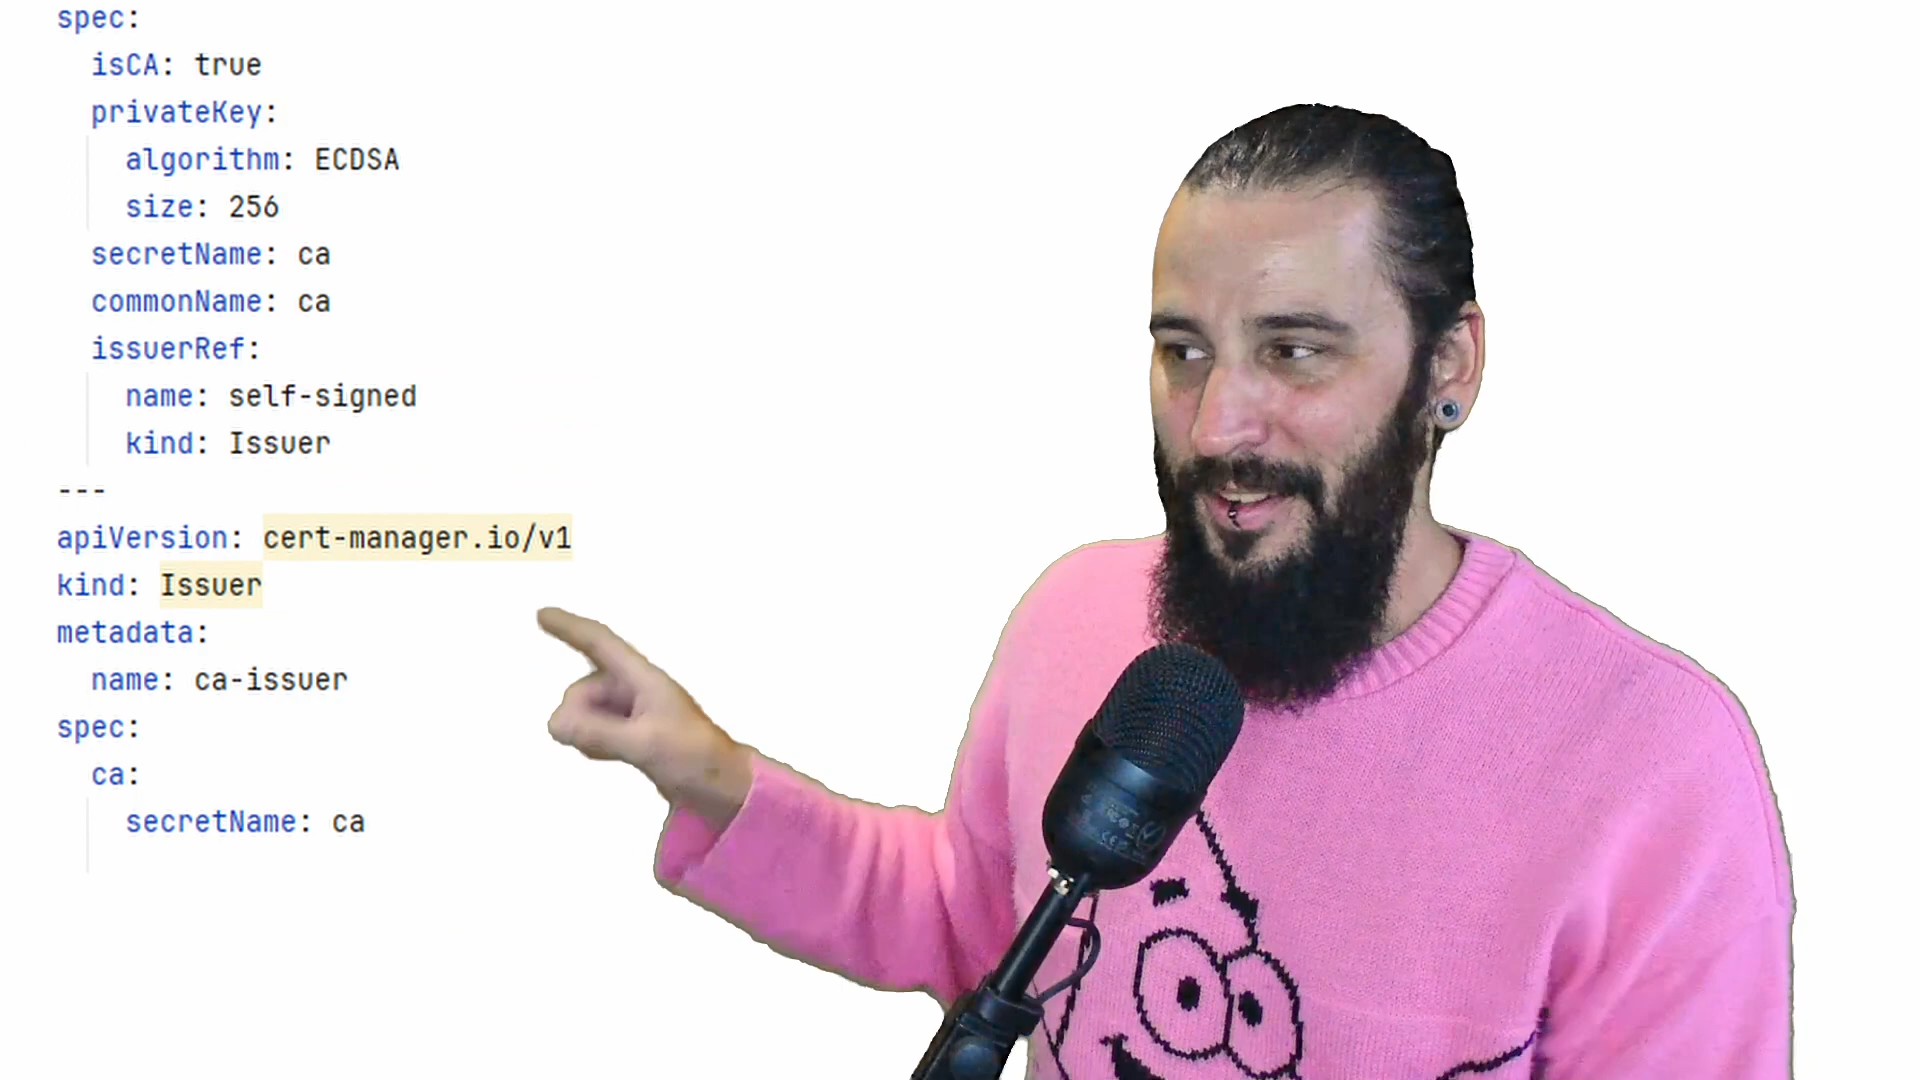 spec:
  isCA: true
  privateKey:
    algorithm: ECDSA
    size: 256
  secretName: ca
  commonName: ca
  issuerRef:
    name: self-signed
    kind: Issuer
---
apiVersion: cert-manager.io/v1
kind: Issuer
metadata:
  name: ca-issuer
spec:
  ca:
    secretName: ca